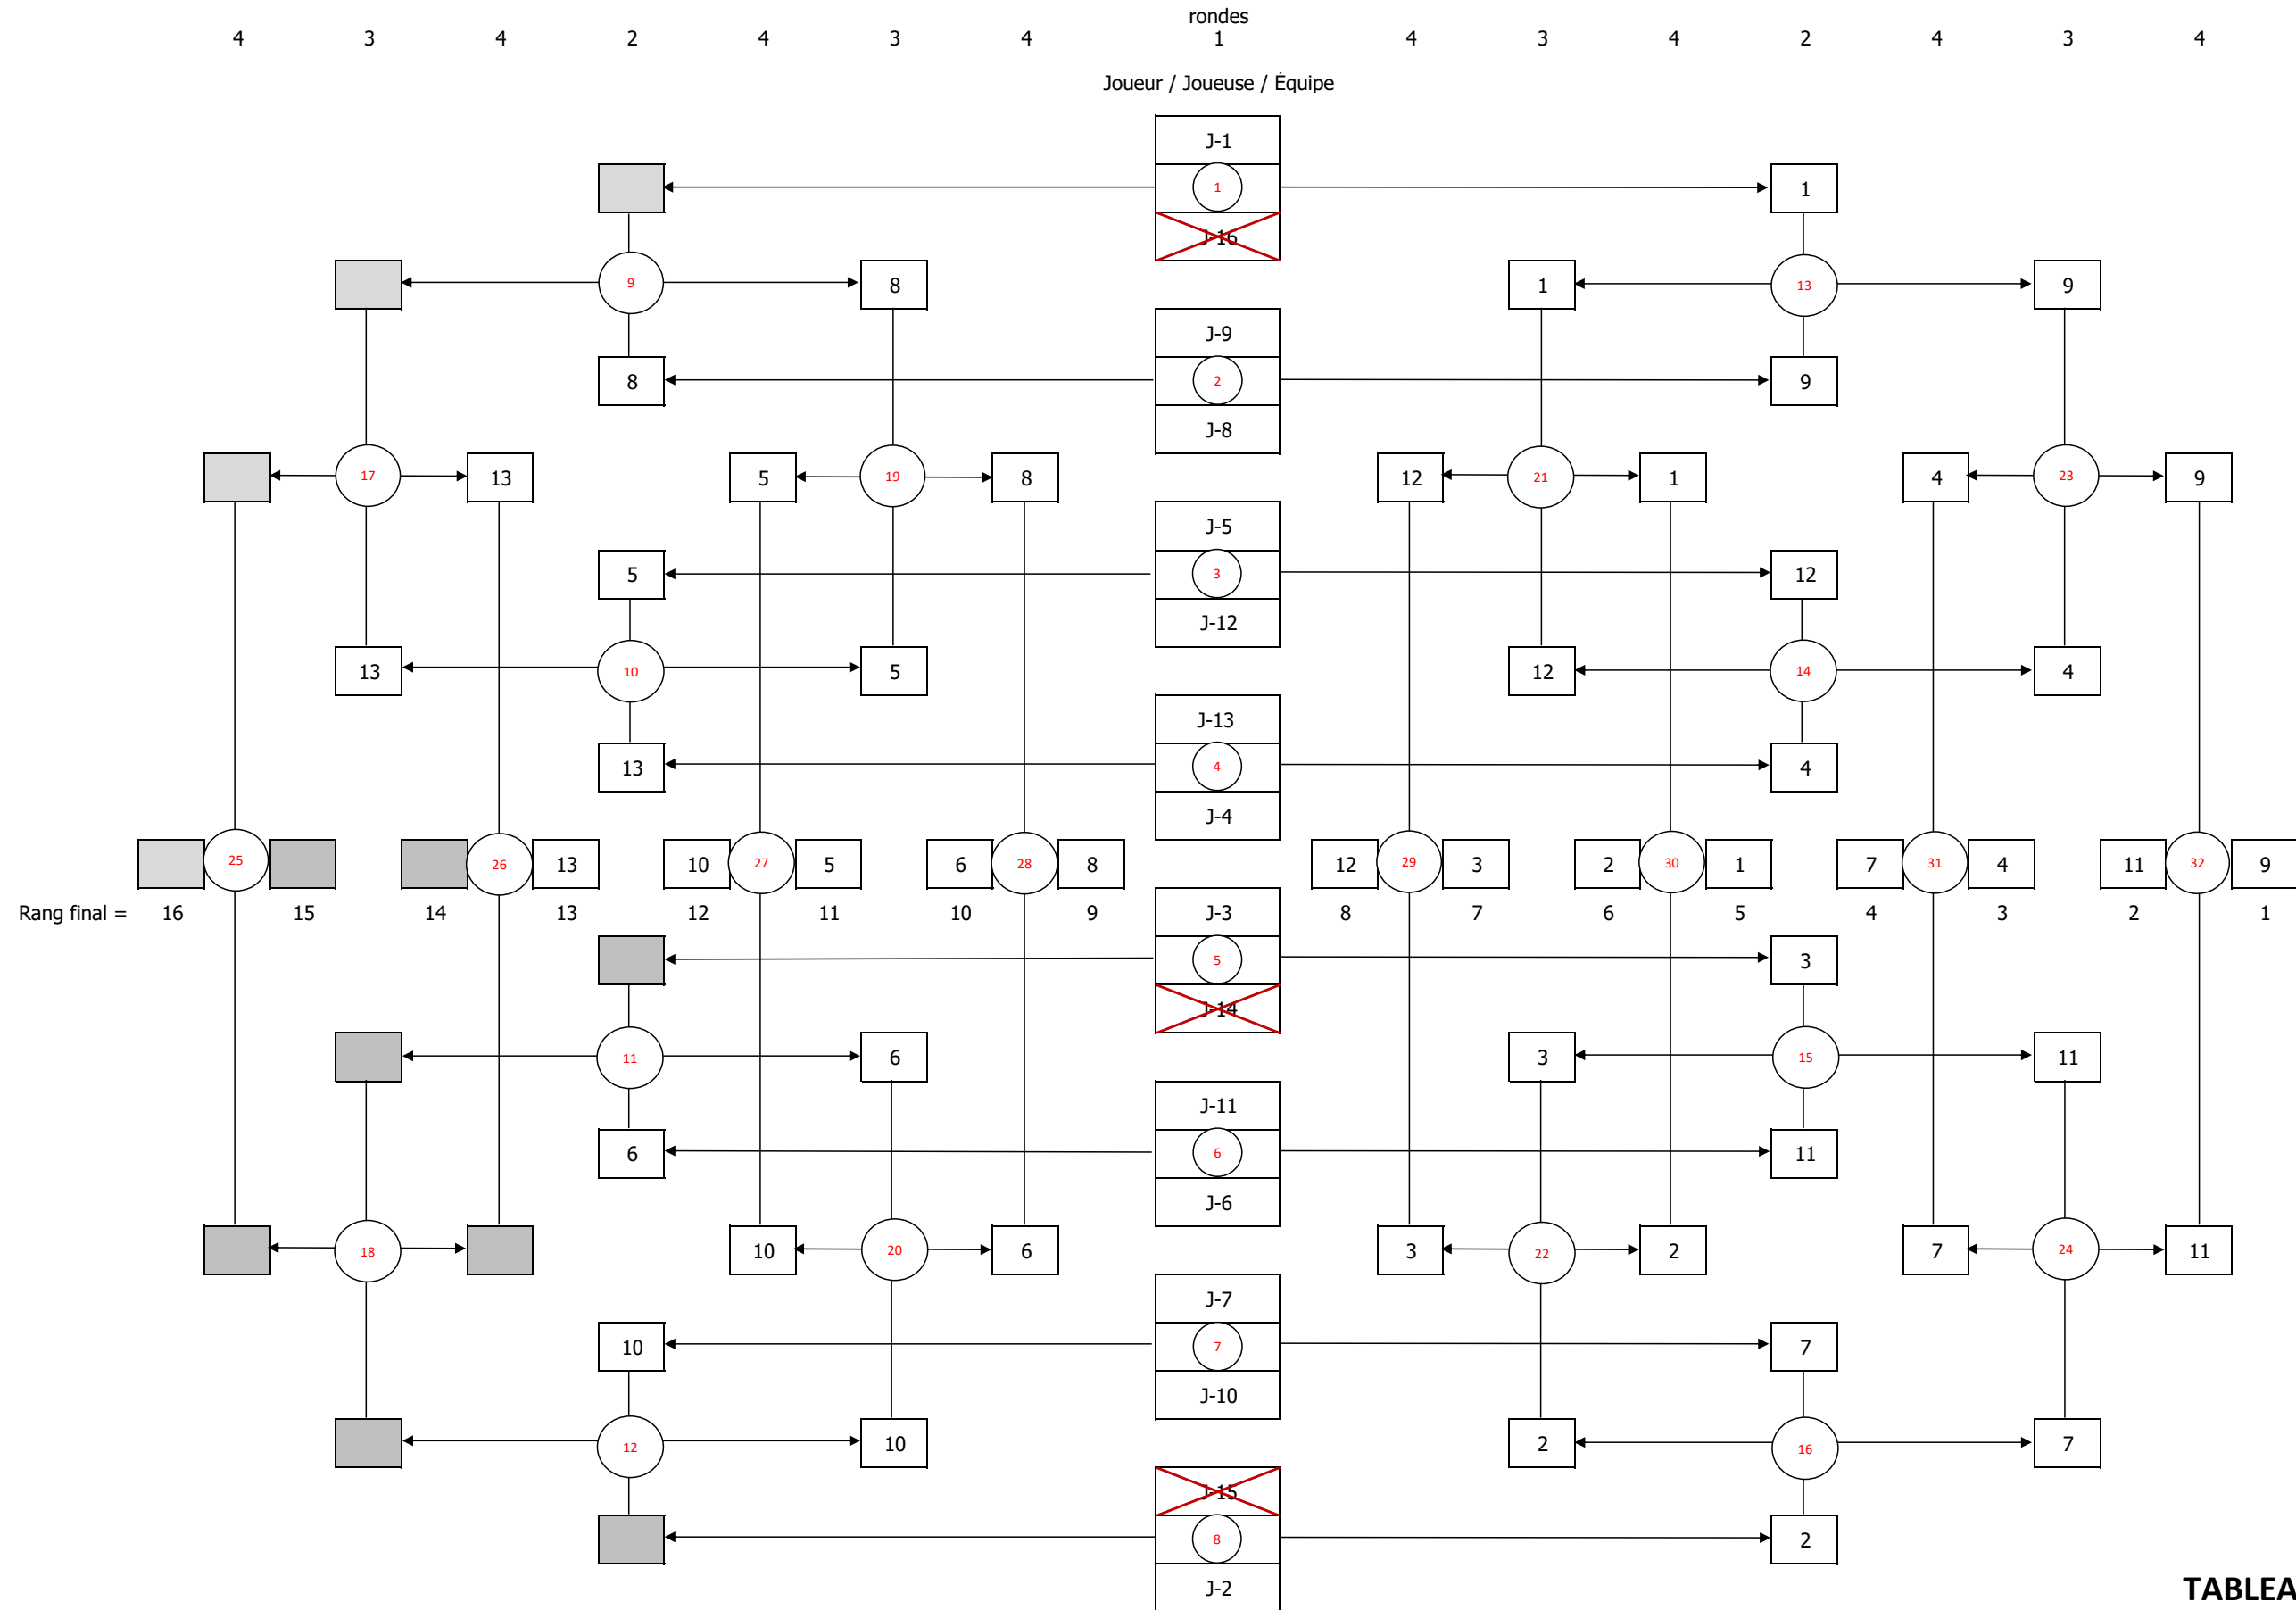 rondes
4 3 4 2 4 3 4 1 4 3 4 2 4 3 4
Joueur / Joueuse / Équipe
J-1
1 1
J-16
9 8 1 13 9
J-9
8 2 9
J-8
17 13 5 19 8 12 21 1 4 23 9
J-5
5 3 12
J-12
13 10 5 12 14 4
J-13
13 4 4
J-4
25 26 13 10 27 5 6 28 8 12 29 3 2 30 1 7 31 4 11 32 9
Rang final = 16 15 14 13 12 11 10 9 J-3 8 7 6 5 4 3 2 1
5 3
J-14
11 6 3 15 11
J-11
6 6 11
J-6
18 10 20 6 3 22 2 7 24 11
J-7
10 7 7
J-10
12 10 2 16 7
J-15
8 2
J-2
TABLEA